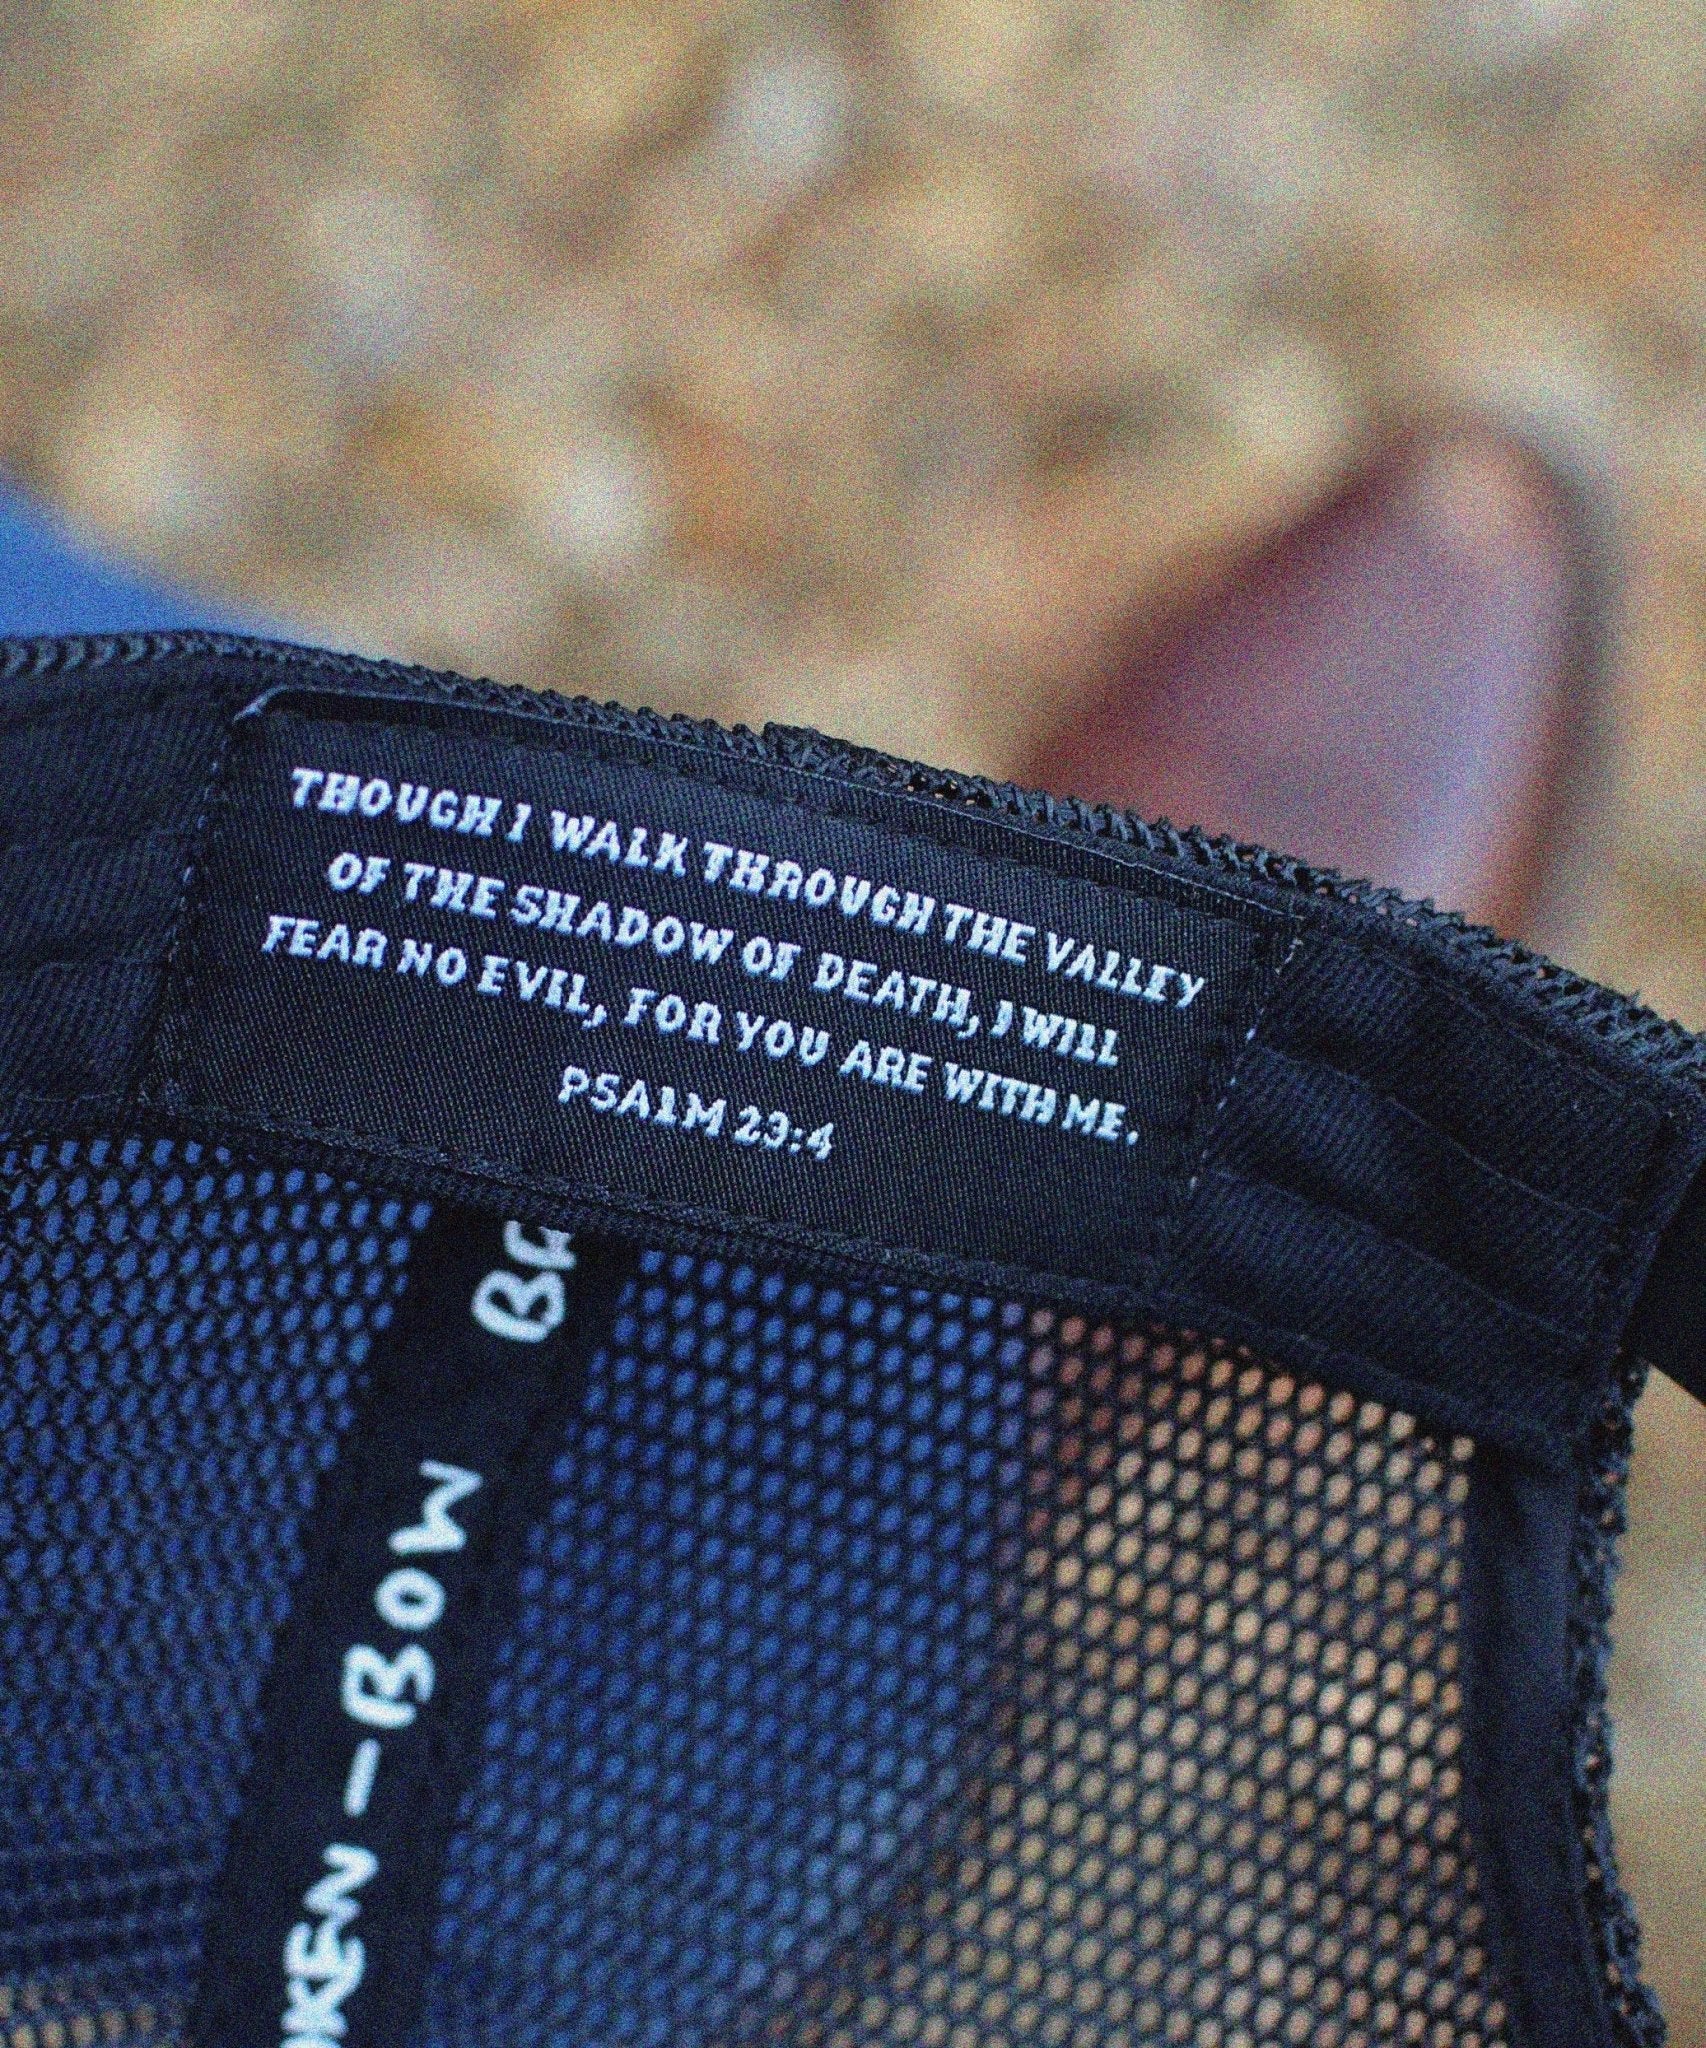 THOUGH I WALK THROUGH THE VALLEY
OF THE SHADOW OF DEATH, I WILL
FEAR NO EVIL, FOR YOU ARE WITH ME.
PSALM 23:4
KEN-BOW